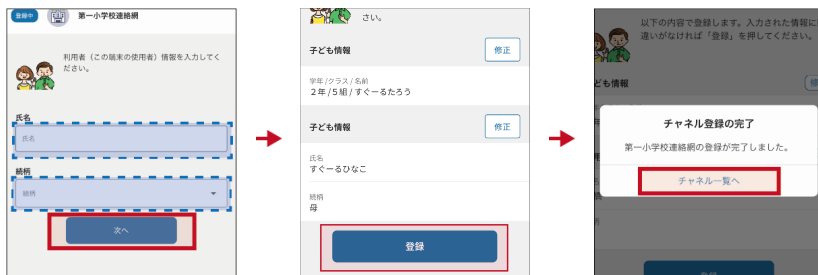 登録中
第一小学校連絡網
利用者（この端末の使用者）情報を入力してく
ださい。
氏名
氏名
続柄
続柄
次へ
さい。
子ども情報
修正
学年/クラス/名前
2年/5組/すぐーるたろう
子ども情報
修正
氏名
すぐーるひなこ
続柄
母
登録
以下の内容で登録します。入力された情報に
違いがなければ「登録」を押してください。
ども情報
チャネル登録の完了
第一小学校連絡網の登録が完了しました。
チャネル一覧へ
登録